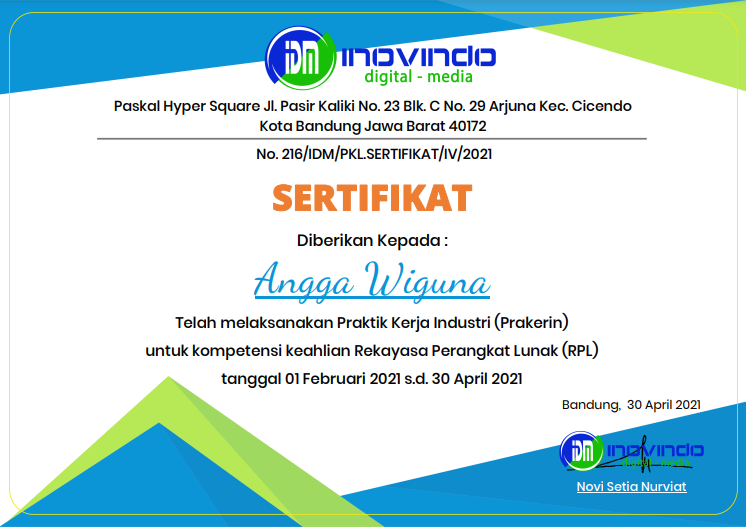 IDM INOVINDO
digital - media
Paskal Hyper Square Jl. Pasir Kaliki No. 23 Blk. C No. 29 Arjuna Kec. Cicendo
Kota Bandung Jawa Barat 40172
No. 216/IDM/PKL.SERTIFIKAT/IV/2021
SERTIFIKAT
Diberikan Kepada :
Angga Wiguna
Telah melaksanakan Praktik Kerja Industri (Prakerin)
untuk kompetensi keahlian Rekayasa Perangkat Lunak (RPL)
tanggal 01 Februari 2021 s.d. 30 April 2021
Bandung, 30 April 2021
IDM INOVINDO
digital - media
Novi Setia Nurviat